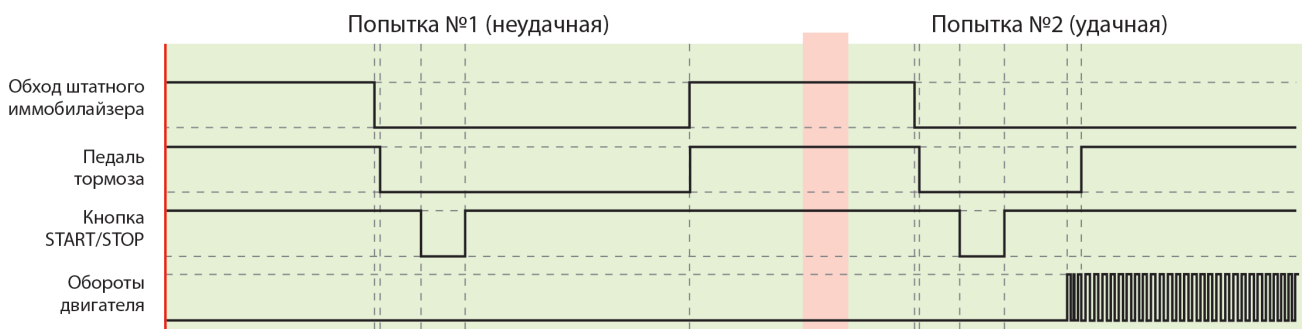 Попытка №1 (неудачная)
Попытка №2 (удачная)
Обход штатного
иммобилайзера
Педаль
тормоза
Кнопка
START/STOP
Обороты
двигателя